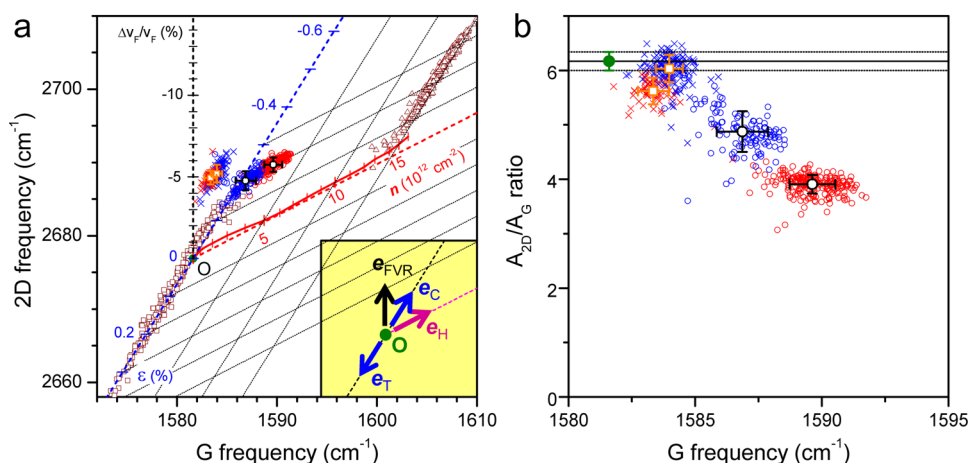 a
Δv_F/v_F (%)
-0.6
2700
-10
-0.4
-5
15
n (10^12 cm^-2)
10
5
2680
0
O
0.2
ε (%)
2660
e_FVR
e_C
e_H
O
e_T
2D frequency (cm^-1)
1580
1590
1600
1610
G frequency (cm^-1)
b
6
4
2
0
A_2D/A_G ratio
1580
1585
1590
1595
G frequency (cm^-1)